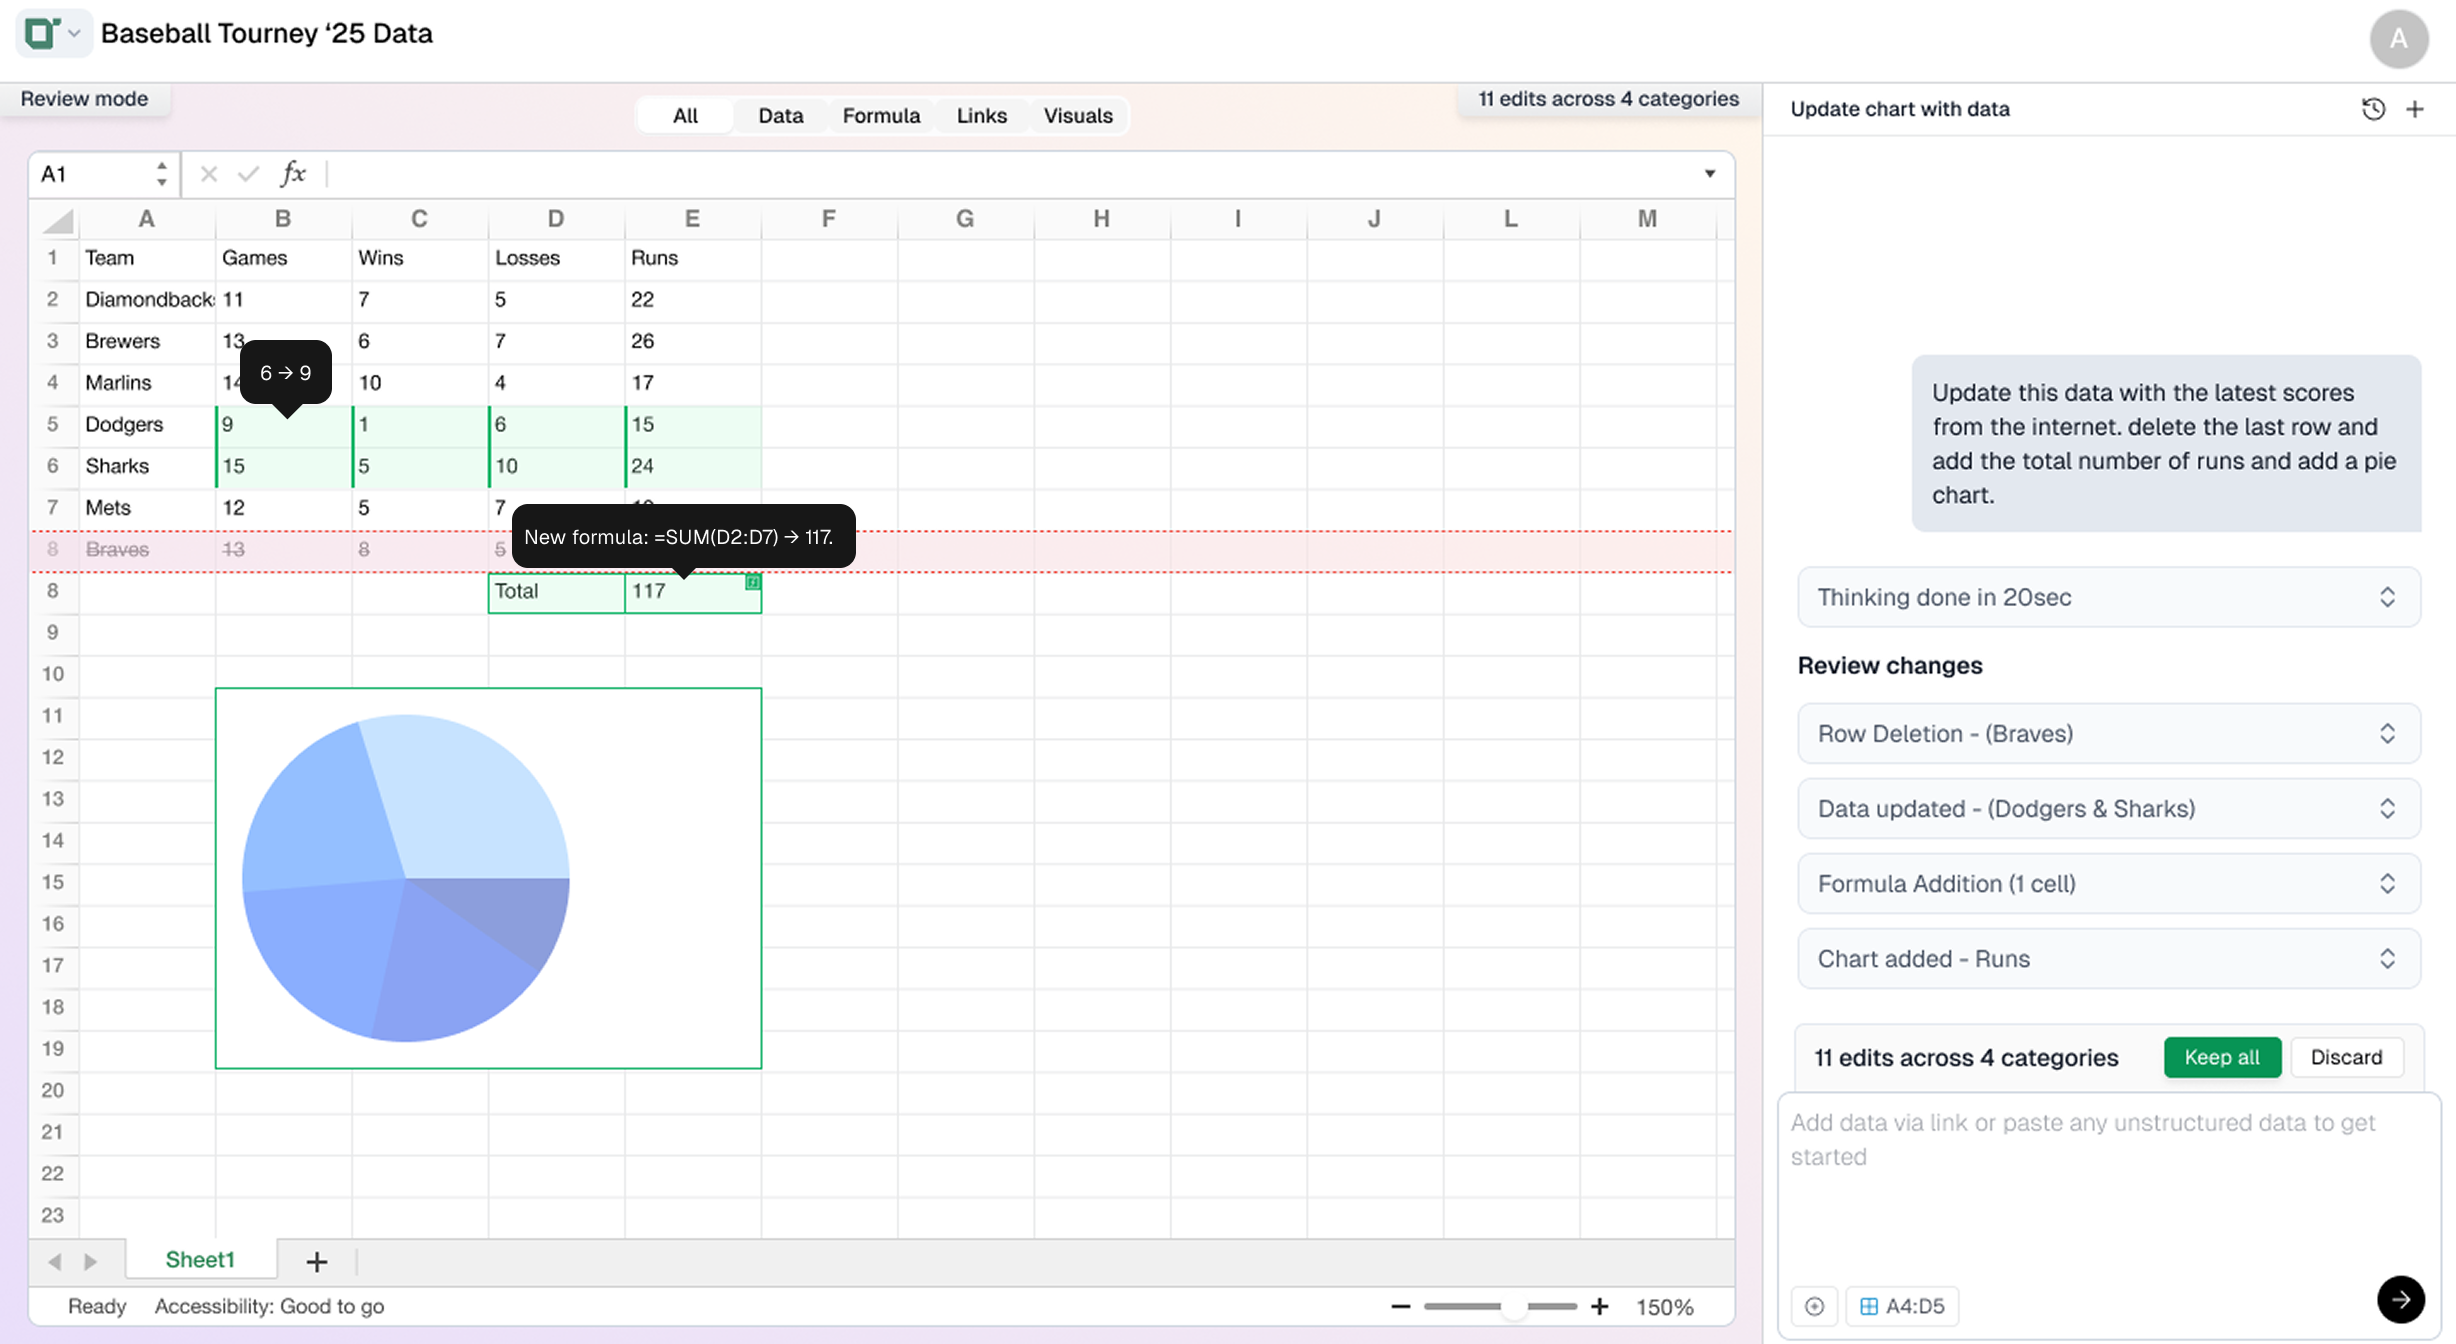 Baseball Tourney ‘25 Data
A
Review mode
All Data Formula Links Visuals
11 edits across 4 categories
A1 fx
A B C D E F G H I J L M
1 Team Games Wins Losses Runs
2 Diamondback 11 7 5 22
3 Brewers 13 6 7 26
4 Marlins 14 10 4 17
6 → 9
5 Dodgers 9 1 6 15
6 Sharks 15 5 10 24
7 Mets 12 5 7
New formula: =SUM(D2:D7) → 117.
8 Braves 13 8 5
8 Total 117
9
10
11
12
13
14
15
16
17
18
19
20
21
22
23
Sheet1
Ready Accessibility: Good to go
150%
Update chart with data
Update this data with the latest scores
from the internet. delete the last row and
add the total number of runs and add a pie
chart.
Thinking done in 20sec
Review changes
Row Deletion - (Braves)
Data updated - (Dodgers & Sharks)
Formula Addition (1 cell)
Chart added - Runs
11 edits across 4 categories Keep all Discard
Add data via link or paste any unstructured data to get
started
A4:D5